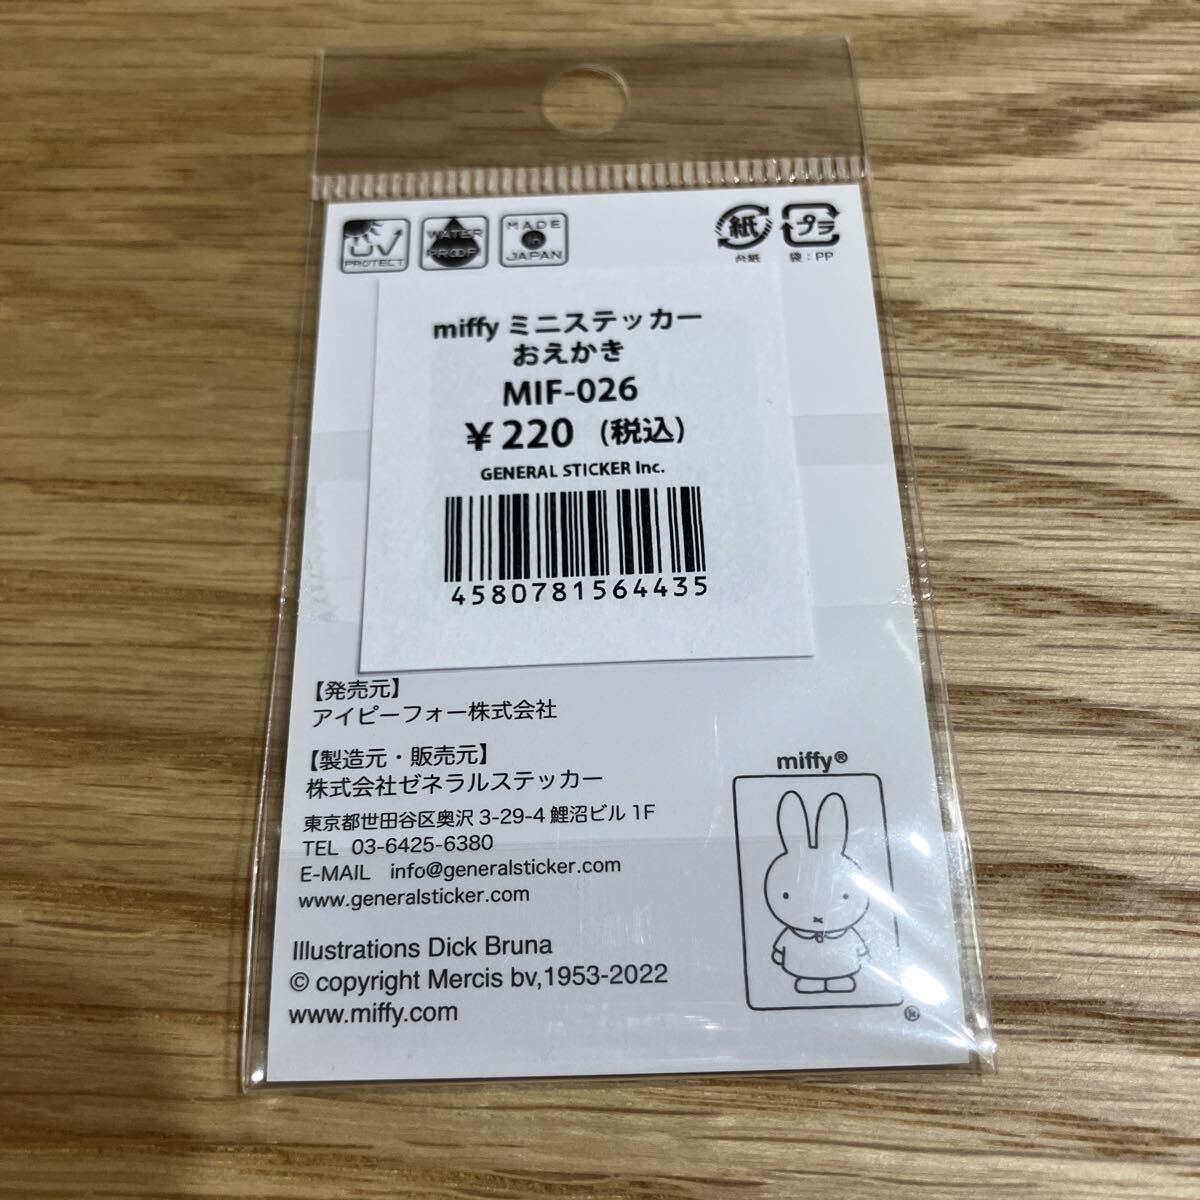 UV
PROTECT
WATER
PROOF
MADE
in
JAPAN
紙
台紙
プラ
袋：PP
miffy ミニステッカー
おえかき
MIF-026
￥220 (税込)
GENERAL STICKER Inc.
4580781564435
【発売元】
アイピーフォー株式会社
【製造元・販売元】
株式会社ゼネラルステッカー
東京都世田谷区奥沢 3-29-4 鯉沼ビル 1F
TEL 03-6425-6380
E-MAIL info@generalsticker.com
www.generalsticker.com
Illustrations Dick Bruna
© copyright Mercis bv,1953-2022
www.miffy.com
miffy®
®